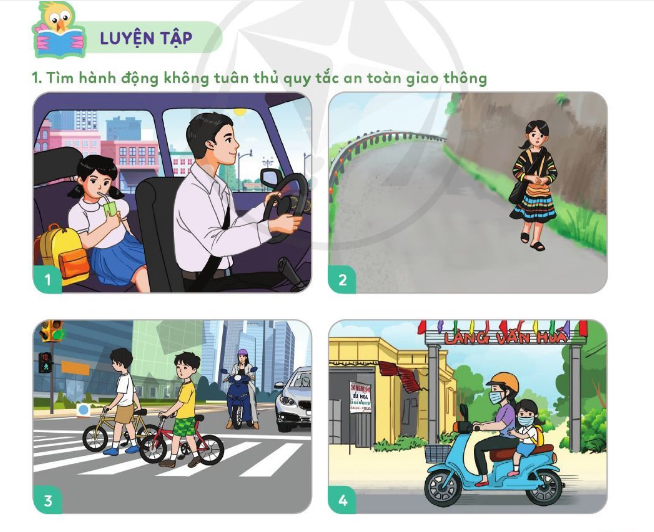 LUYỆN TẬP
1. Tìm hành động không tuân thủ quy tắc an toàn giao thông
1
2
3
LÀNG VĂN HOÁ
4